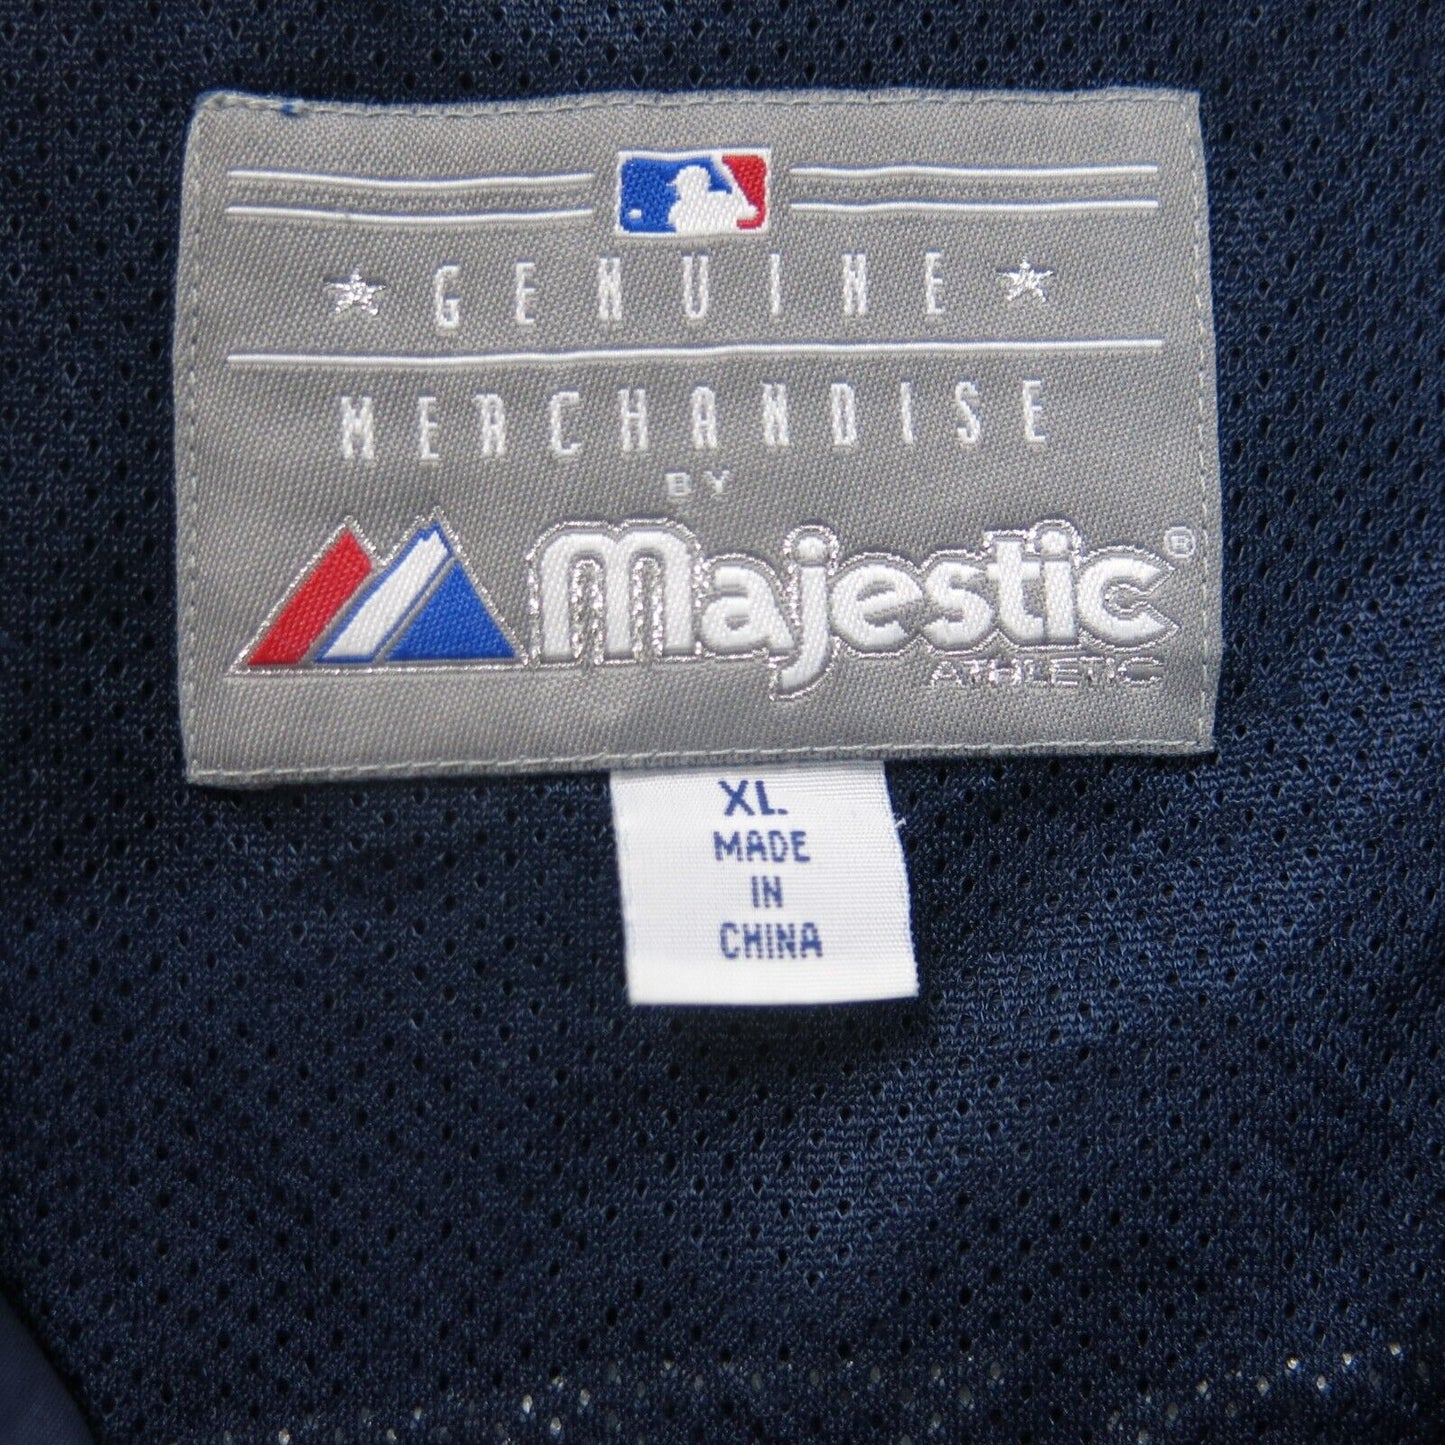 GENUINE
MERCHANDISE
BY
Majestic®
ATHLETIC
XL
MADE
IN
CHINA